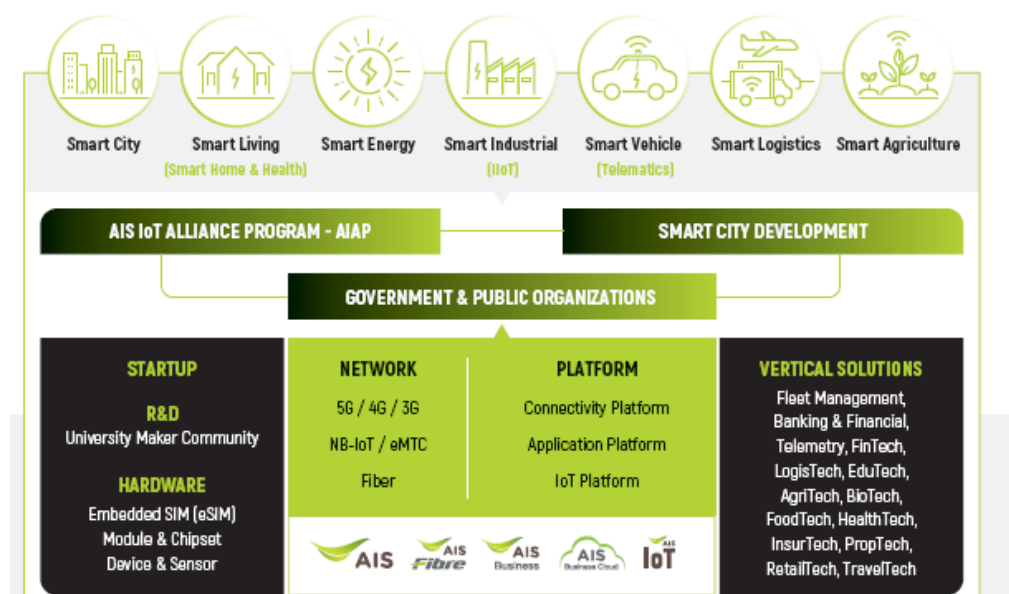 Smart City
Smart Living
(Smart Home & Health)
Smart Energy
Smart Industrial
(IIoT)
Smart Vehicle
(Telematics)
Smart Logistics
Smart Agriculture
AIS IoT ALLIANCE PROGRAM - AIAP
SMART CITY DEVELOPMENT
GOVERNMENT & PUBLIC ORGANIZATIONS
STARTUP
R&D
University Maker Community
HARDWARE
Embedded SIM (eSIM)
Module & Chipset
Device & Sensor
NETWORK
5G / 4G / 3G
NB-IoT / eMTC
Fiber
PLATFORM
Connectivity Platform
Application Platform
IoT Platform
AIS
AIS
Fibre
AIS
Business
AIS
Business Cloud
AIS
IoT
VERTICAL SOLUTIONS
Fleet Management,
Banking & Financial,
Telemetry, FinTech,
LogisTech, EduTech,
AgriTech, BioTech,
FoodTech, HealthTech,
InsurTech, PropTech,
RetailTech, TravelTech